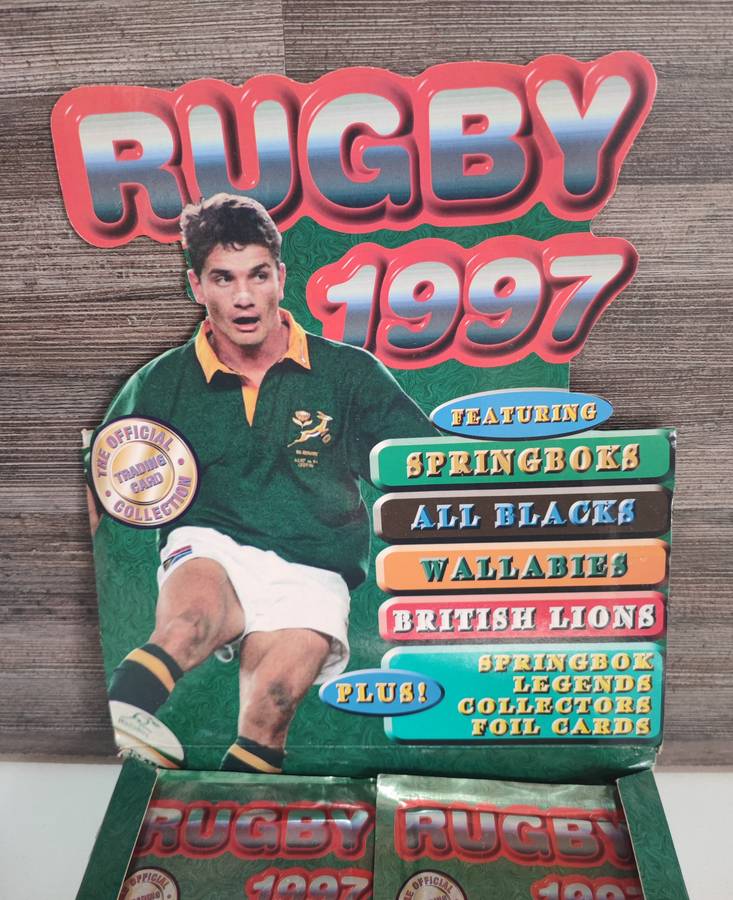 RUGBY
1997
FEATURING
THE OFFICIAL
TRADING
CARD
COLLECTION
SPRINGBOKS
ALL BLACKS
WALLABIES
BRITISH LIONS
PLUS!
SPRINGBOK
LEGENDS
COLLECTORS
FOIL CARDS
RUGBY
1997
RUGBY
1997